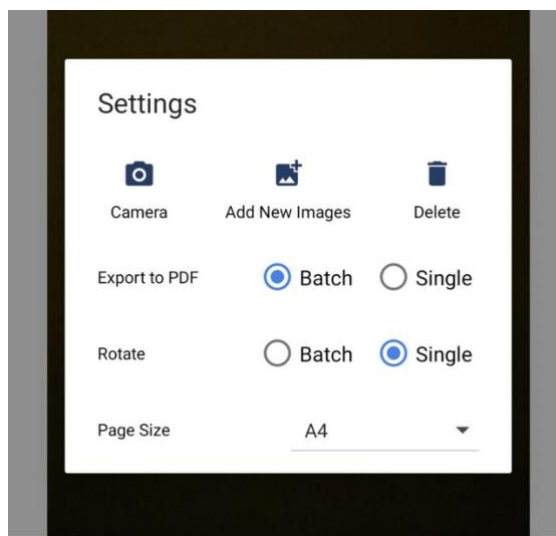 Settings
Camera Add New Images Delete
Export to PDF Batch Single
Rotate Batch Single
Page Size A4